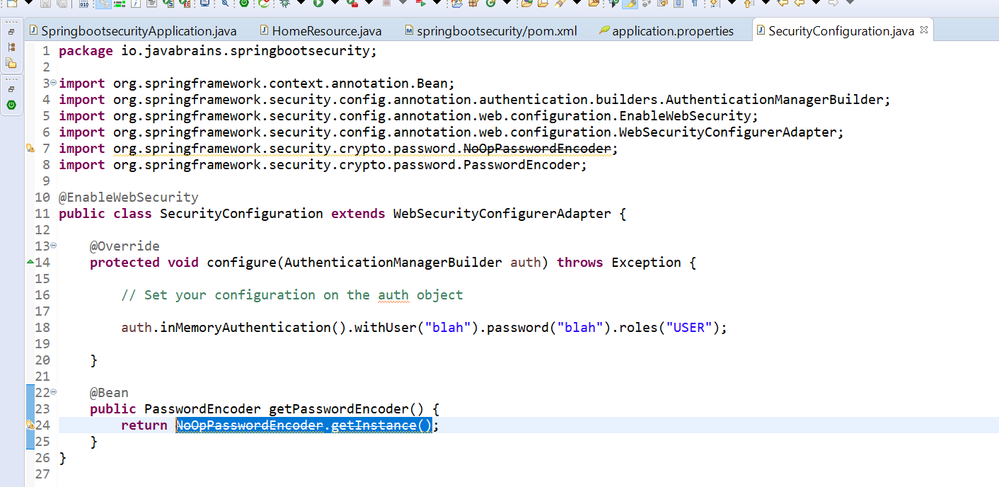 SpringbootsecurityApplication.java HomeResource.java springbootsecurity/pom.xml application.properties SecurityConfiguration.java
1 package io.javabrains.springbootsecurity;
2
3 import org.springframework.context.annotation.Bean;
4 import org.springframework.security.config.annotation.authentication.builders.AuthenticationManagerBuilder;
5 import org.springframework.security.config.annotation.web.configuration.EnableWebSecurity;
6 import org.springframework.security.config.annotation.web.configuration.WebSecurityConfigurerAdapter;
7 import org.springframework.security.crypto.password.NoOpPasswordEncoder;
8 import org.springframework.security.crypto.password.PasswordEncoder;
9
10 @EnableWebSecurity
11 public class SecurityConfiguration extends WebSecurityConfigurerAdapter {
12
13 @Override
14 protected void configure(AuthenticationManagerBuilder auth) throws Exception {
15
16 // Set your configuration on the auth object
17
18 auth.inMemoryAuthentication().withUser("blah").password("blah").roles("USER");
19
20 }
21
22 @Bean
23 public PasswordEncoder getPasswordEncoder() {
24 return NoOpPasswordEncoder.getInstance();
25 }
26 }
27